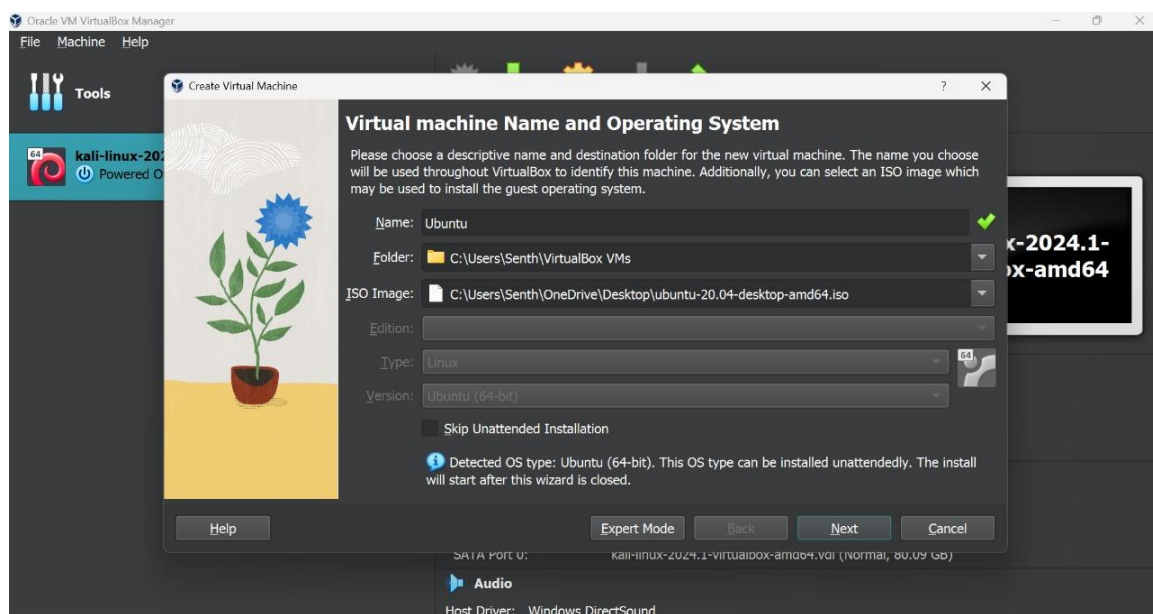 Oracle VM VirtualBox Manager
File Machine Help
Tools
64
kali-linux-202
Powered O
Create Virtual Machine
?
Virtual machine Name and Operating System
Please choose a descriptive name and destination folder for the new virtual machine. The name you choose
will be used throughout VirtualBox to identify this machine. Additionally, you can select an ISO image which
may be used to install the guest operating system.
Name: Ubuntu
Folder: C:\Users\Senth\VirtualBox VMs
ISO Image: C:\Users\Senth\OneDrive\Desktop\ubuntu-20.04-desktop-amd64.iso
Edition:
Type: Linux
64
Version: Ubuntu (64-bit)
Skip Unattended Installation
Detected OS type: Ubuntu (64-bit). This OS type can be installed unattendedly. The install
will start after this wizard is closed.
Help Expert Mode Back Next Cancel
x-2024.1-
ox-amd64
SATA Port 0: kali-linux-2024.1-virtualbox-amd64.vdi (Normal, 80.09 GB)
Audio
Host Driver: Windows DirectSound